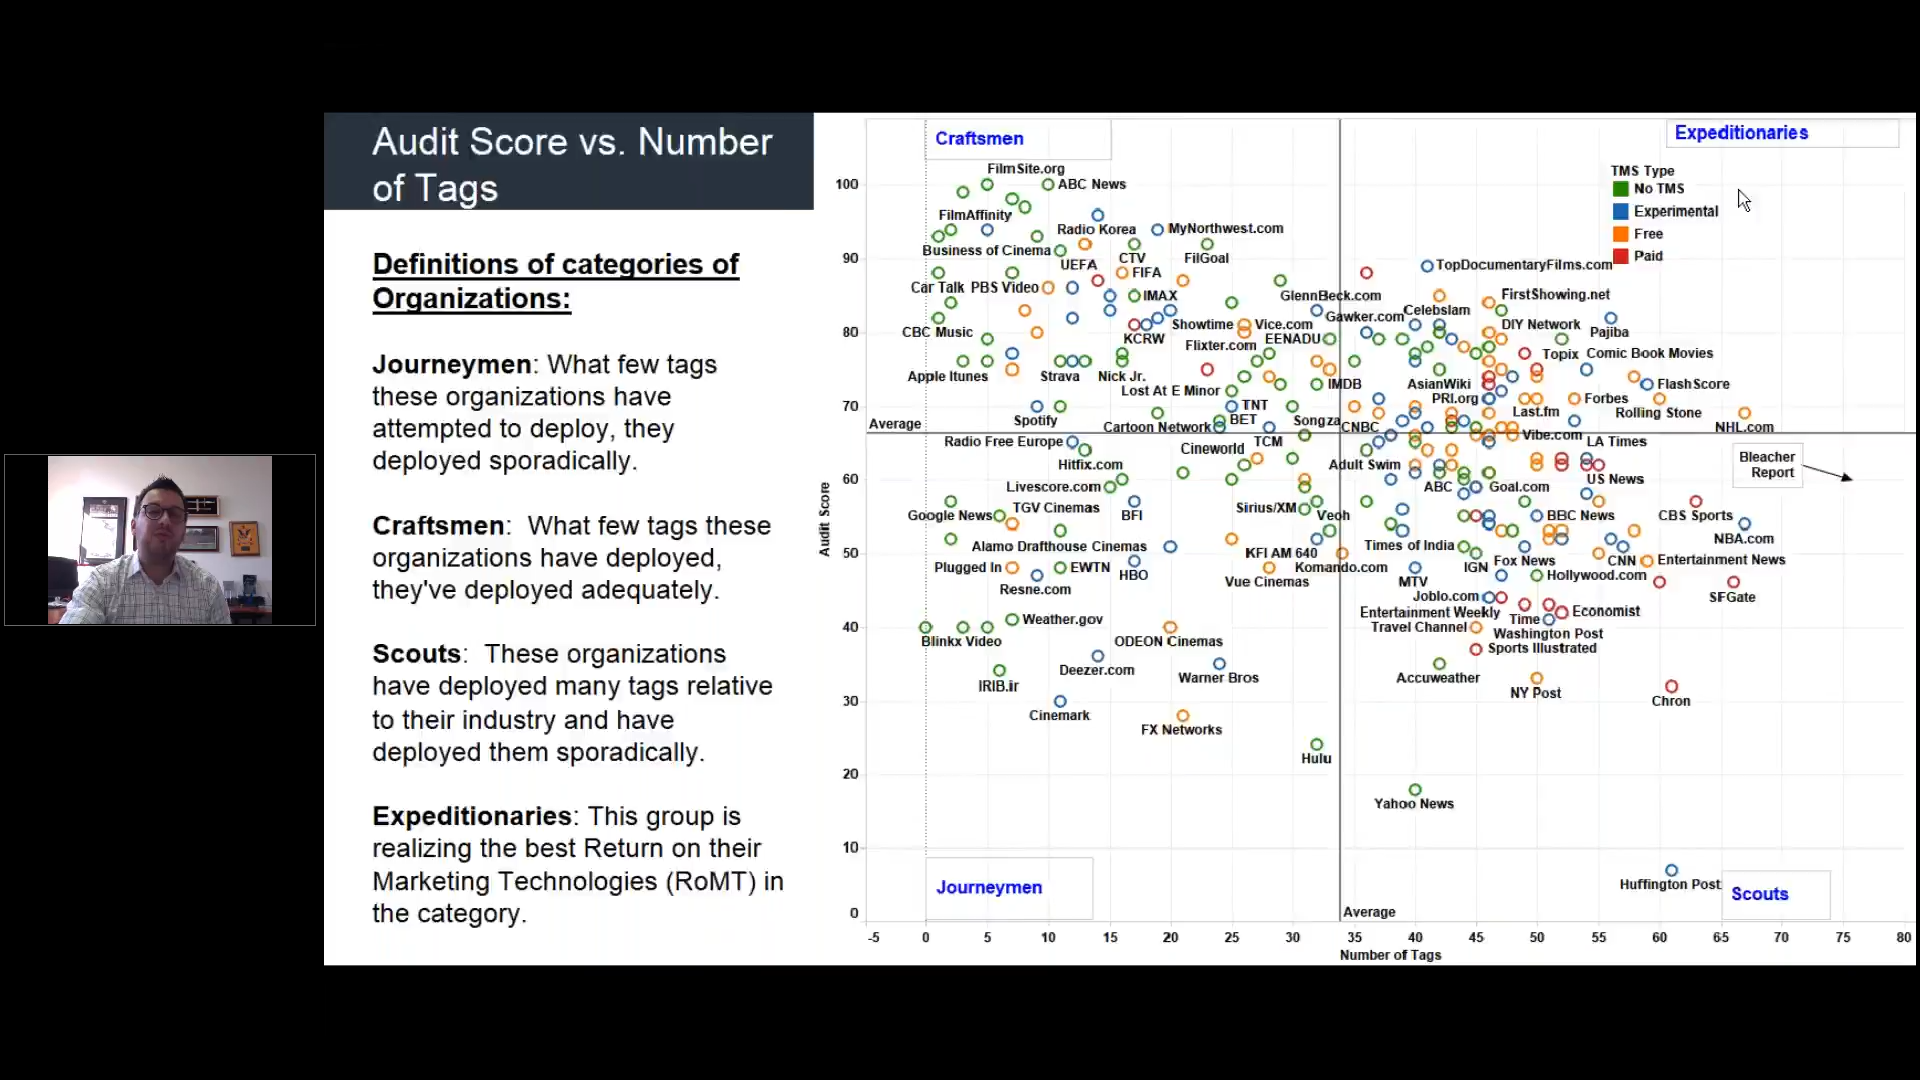 Audit Score vs. Number
of Tags
Definitions of categories of
Organizations:
Journeymen: What few tags
these organizations have
attempted to deploy, they
deployed sporadically.
Craftsmen:  What few tags these
organizations have deployed,
they've deployed adequately.
Scouts:  These organizations
have deployed many tags relative
to their industry and have
deployed them sporadically.
Expeditionaries: This group is
realizing the best Return on their
Marketing Technologies (RoMT) in
the category.
Craftsmen
Expeditionaries
TMS Type
No TMS
Experimental
Free
Paid
FilmSite.org
100
ABC News
FilmAffinity
Radio Korea
MyNorthwest.com
Business of Cinema
90
UEFA
CTV
FilGoal
TopDocumentaryFilms.com
FIFA
Car Talk
PBS Video
IMAX
GlennBeck.com
FirstShowing.net
Celebslam
Gawker.com
CBC Music
80
KCRW
Showtime
Vice.com
EENADU
DIY Network
Pajiba
Flixter.com
Topix
Comic Book Movies
Apple Itunes
Strava
Nick Jr.
Lost At E Minor
IMDB
AsianWiki
FlashScore
PRI.org
Forbes
70
Spotify
TNT
BET
Last.fm
Rolling Stone
Average
Cartoon Network
Songza
CNBC
NHL.com
Radio Free Europe
TCM
Vibe.com
LA Times
Cineworld
Hitfix.com
Adult Swim
Bleacher
Report
60
Livescore.com
ABC
Goal.com
US News
Google News
TGV Cinemas
BFI
Sirius/XM
Veoh
BBC News
CBS Sports
NBA.com
50
Alamo Drafthouse Cinemas
KFI AM 640
Times of India
Plugged In
EWTN
HBO
Komando.com
IGN
Fox News
CNN
Entertainment News
Resne.com
Vue Cinemas
MTV
Hollywood.com
Joblo.com
SFGate
Weather.gov
Entertainment Weekly
Time
Economist
40
Travel Channel
Washington Post
Blinkx Video
ODEON Cinemas
Sports Illustrated
Deezer.com
Warner Bros
Accuweather
IRIB.ir
NY Post
30
Cinemark
Chron
FX Networks
Hulu
20
Yahoo News
10
Journeymen
Huffington Post
Scouts
0
Average
Audit Score
-5 0 5 10 15 20 25 30 35 40 45 50 55 60 65 70 75 80
Number of Tags